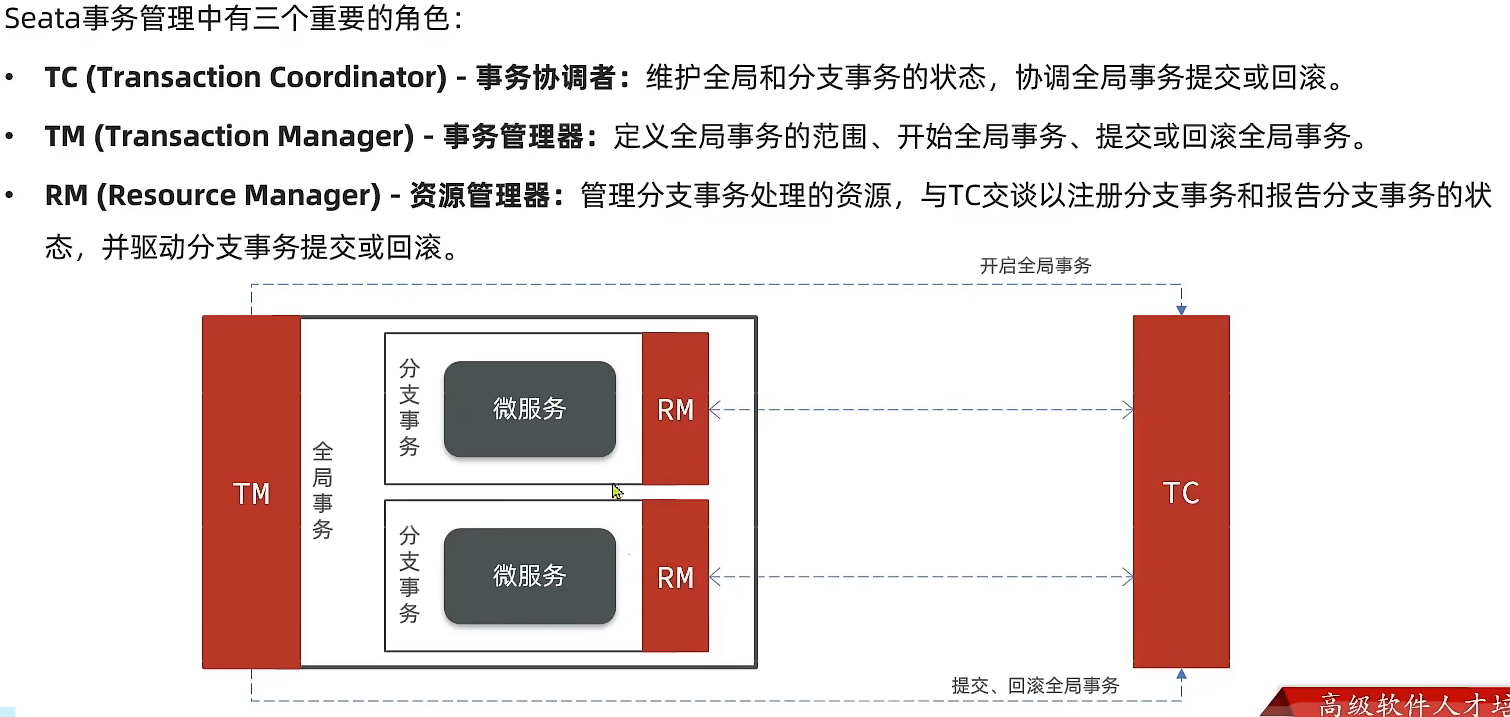 Seata事务管理中有三个重要的角色：
• TC (Transaction Coordinator) - 事务协调者：维护全局和分支事务的状态，协调全局事务提交或回滚。
• TM (Transaction Manager) - 事务管理器：定义全局事务的范围、开始全局事务、提交或回滚全局事务。
• RM (Resource Manager) - 资源管理器：管理分支事务处理的资源，与TC交谈以注册分支事务和报告分支事务的状
态，并驱动分支事务提交或回滚。
开启全局事务
TM
全局事务
分支事务
微服务
RM
分支事务
微服务
RM
TC
提交、回滚全局事务
高级软件人才培